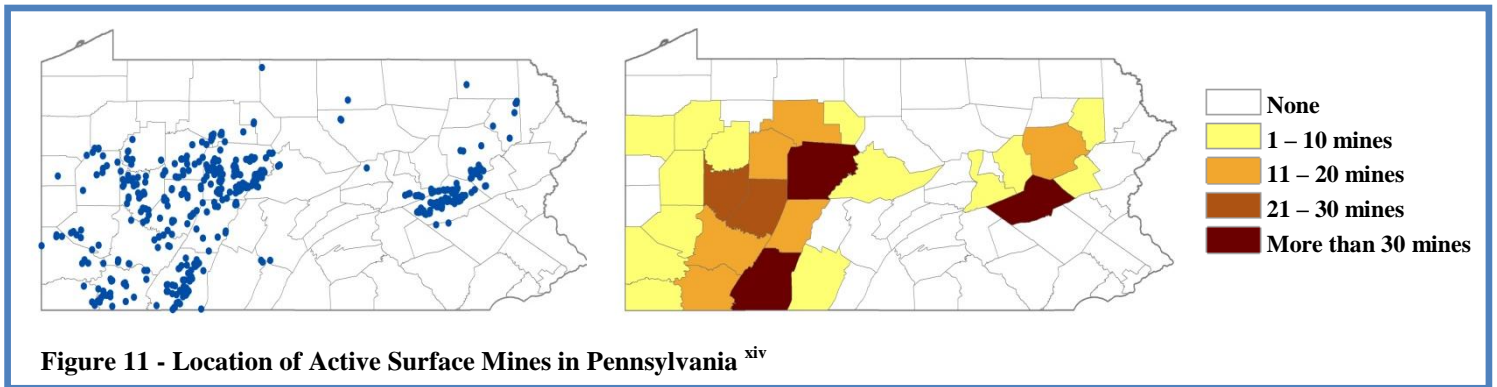 None
1 – 10 mines
11 – 20 mines
21 – 30 mines
More than 30 mines
Figure 11 - Location of Active Surface Mines in Pennsylvania xiv